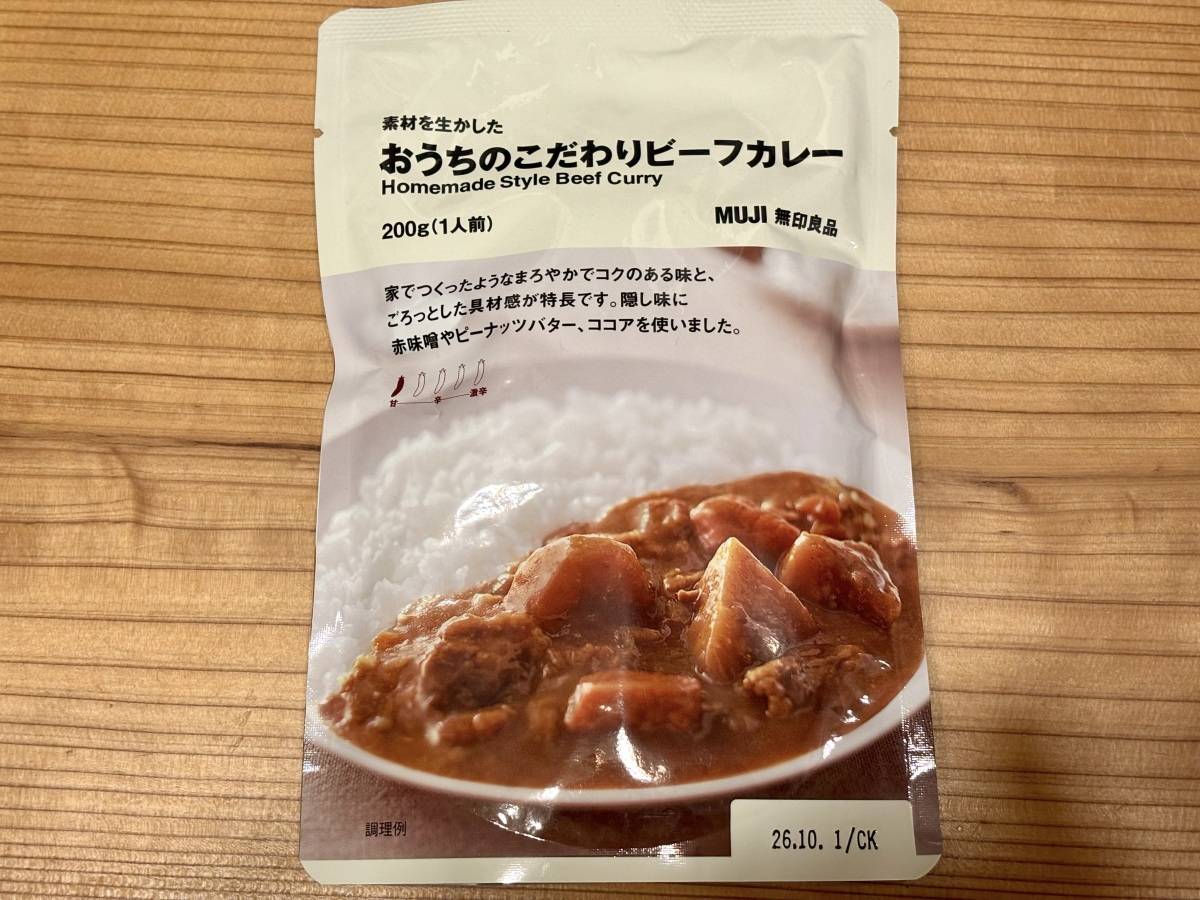 素材を生かした
おうちのこだわりビーフカレー
Homemade Style Beef Curry
200g(1人前)
MUJI 無印良品
家でつくったようなまろやかでコクのある味と、
ごろっとした具材感が特長です。隠し味に
赤味噌やピーナッツバター、ココアを使いました。
甘 辛 濃辛
調理例
26.10. 1/CK